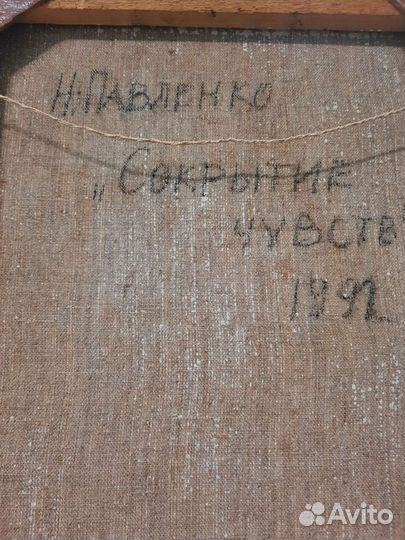 Н. ПАВЛЕНКО
„СОКРЫТИЕ
ЧУВСТВ"
1992
Avito